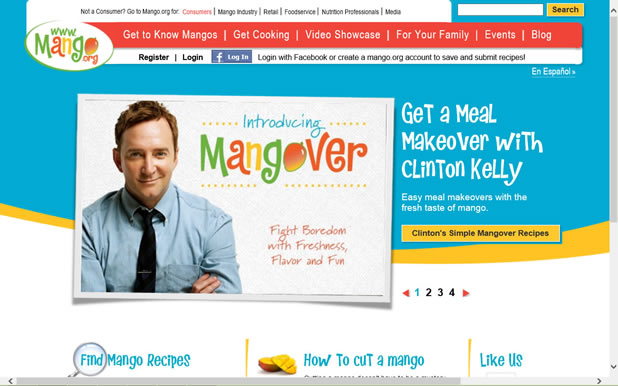 Not a Consumer? Go to Mango.org for: Consumers | Mango Industry | Retail | Foodservice | Nutrition Professionals | Media
Search
www.
Mango
.org
Get to Know Mangos | Get Cooking | Video Showcase | For Your Family | Events | Blog
Register | Login f Log In Login with Facebook or create a mango.org account to save and submit recipes!
En Español »
Introducing
Mangover
Fight Boredom
with Freshness,
Flavor and Fun
Get a Meal
Makeover with
Clinton Kelly
Easy meal makeovers with the
fresh taste of mango.
Clinton's Simple Mangover Recipes
1 2 3 4
Find Mango Recipes
How to cut a mango
Like Us